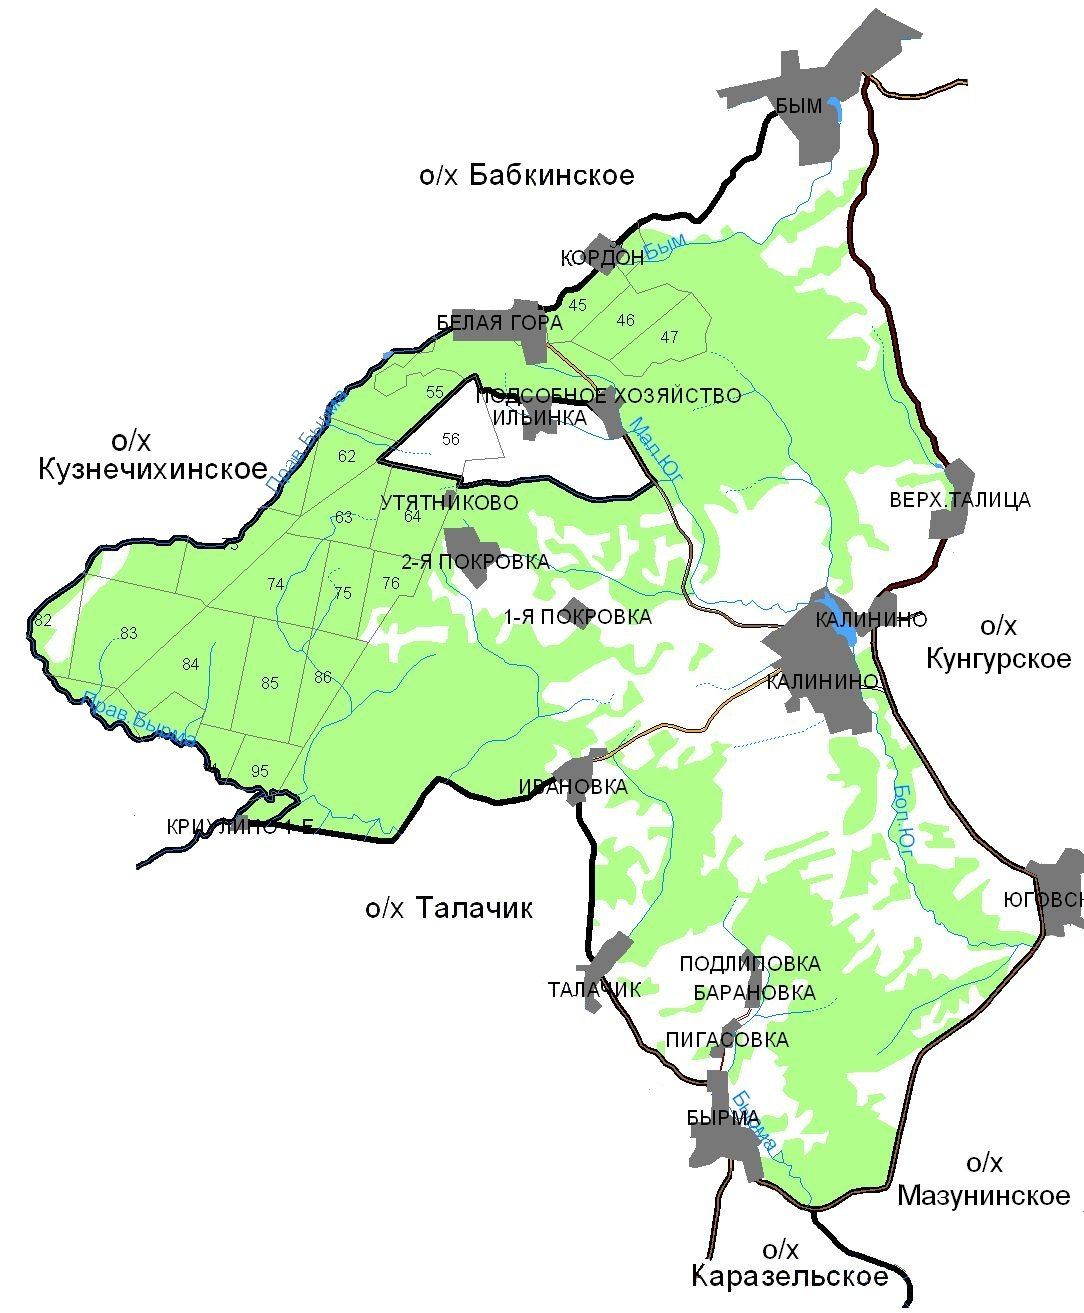 БЫМ
о/х Бабкинское
Бым
КОРДОН
45
46
47
БЕЛАЯ ГОРА
55
ПОДСОБНОЕ ХОЗЯЙСТВО
ИЛЬИНКА
Прав.Бырма
56
Мал.Юг
о/х
Кузнечихинское
62
УТЯТНИКОВО
63
64
ВЕРХ.ТАЛИЦА
2-Я ПОКРОВКА
74
75
76
1-Я ПОКРОВКА
КАЛИНИНО
82
83
о/х
Кунгурское
84
85
86
КАЛИНИНО
Прав.Бырма
95
ИВАНОВКА
Бол.Юг
КРИУЛИНО 1-Е
о/х Талачик
ЮГОВСК
ПОДЛИПОВКА
ТАЛАЧИК
БАРАНОВКА
ПИГАСОВКА
БЫРМА
Бырма
о/х
Мазунинское
о/х
Каразельское